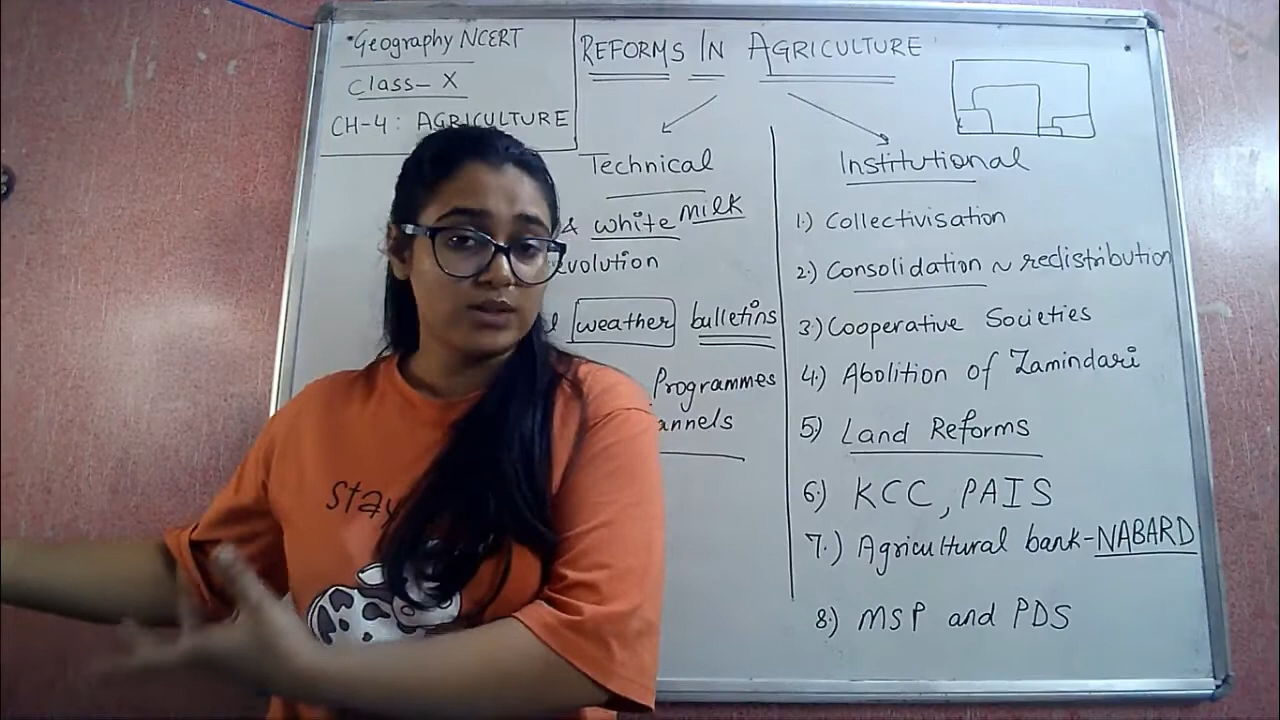 Geography NCERT
Class- X
CH-4: AGRICULTURE
REFORMS IN AGRICULTURE
Technical
& white milk
evolution
weather bulletins
Programmes
annels
Institutional
1.) Collectivisation
2.) Consolidation ~ redistribution
3.) Cooperative Societies
4.) Abolition of Zamindari
5) Land Reforms
6.) KCC, PAIS
7.) Agricultural bank-NABARD
8.) MSP and PDS
stay